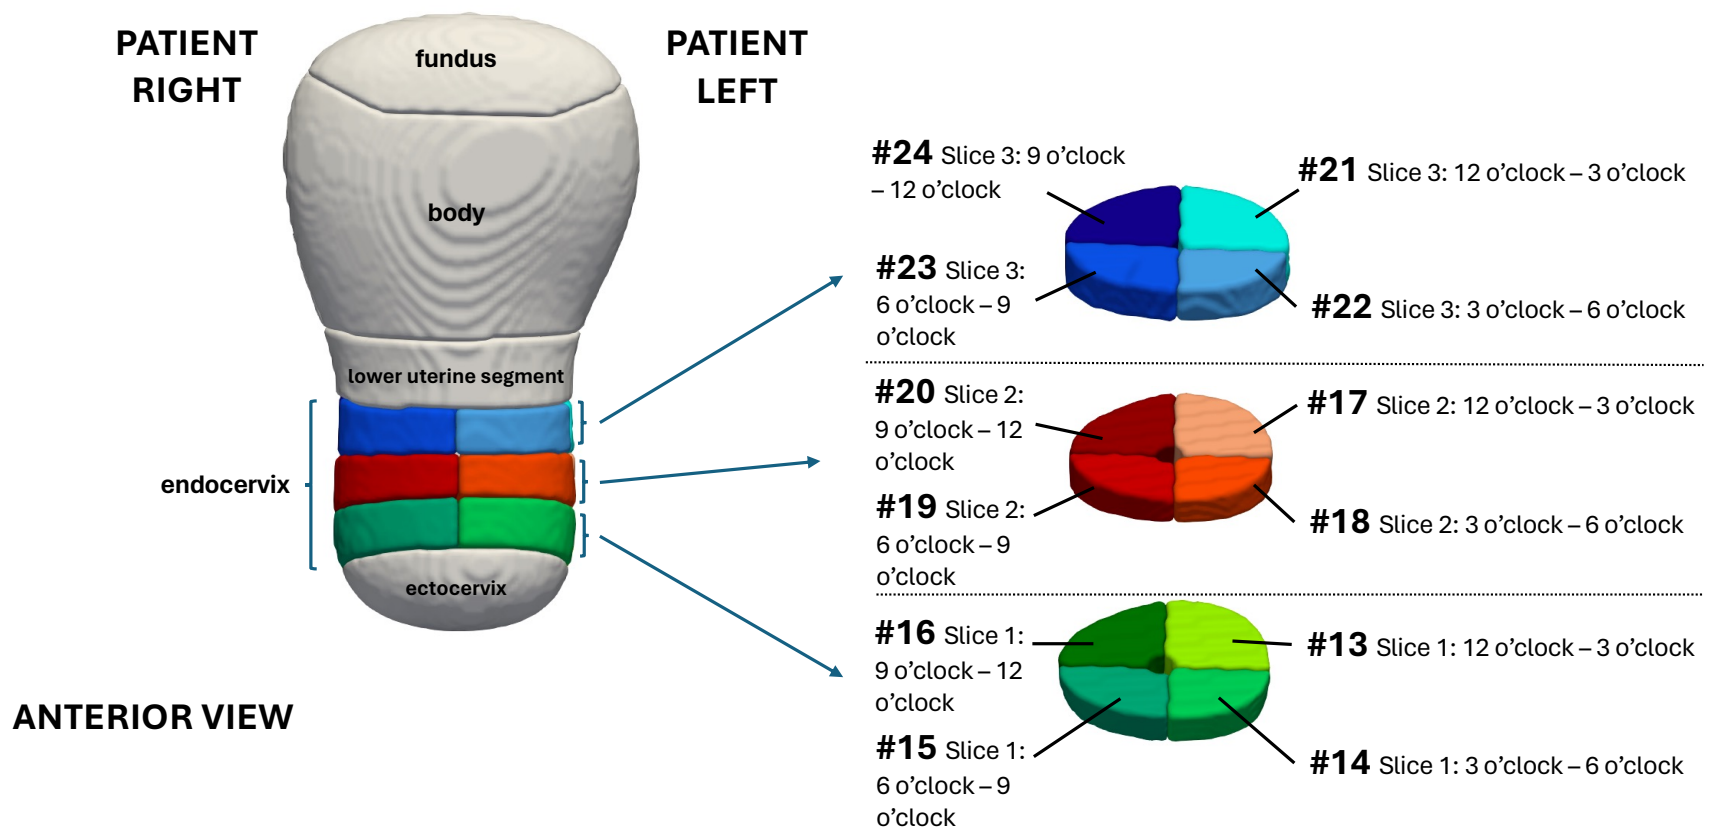 PATIENT
RIGHT
PATIENT
LEFT
fundus
body
lower uterine segment
endocervix
ectocervix
ANTERIOR VIEW
#24 Slice 3: 9 o’clock
– 12 o’clock
#21 Slice 3: 12 o’clock – 3 o’clock
#23 Slice 3:
6 o’clock – 9
o’clock
#22 Slice 3: 3 o’clock – 6 o’clock
#20 Slice 2:
9 o’clock – 12
o’clock
#17 Slice 2: 12 o’clock – 3 o’clock
#19 Slice 2:
6 o’clock – 9
o’clock
#18 Slice 2: 3 o’clock – 6 o’clock
#16 Slice 1:
9 o’clock – 12
o’clock
#13 Slice 1: 12 o’clock – 3 o’clock
#15 Slice 1:
6 o’clock – 9
o’clock
#14 Slice 1: 3 o’clock – 6 o’clock